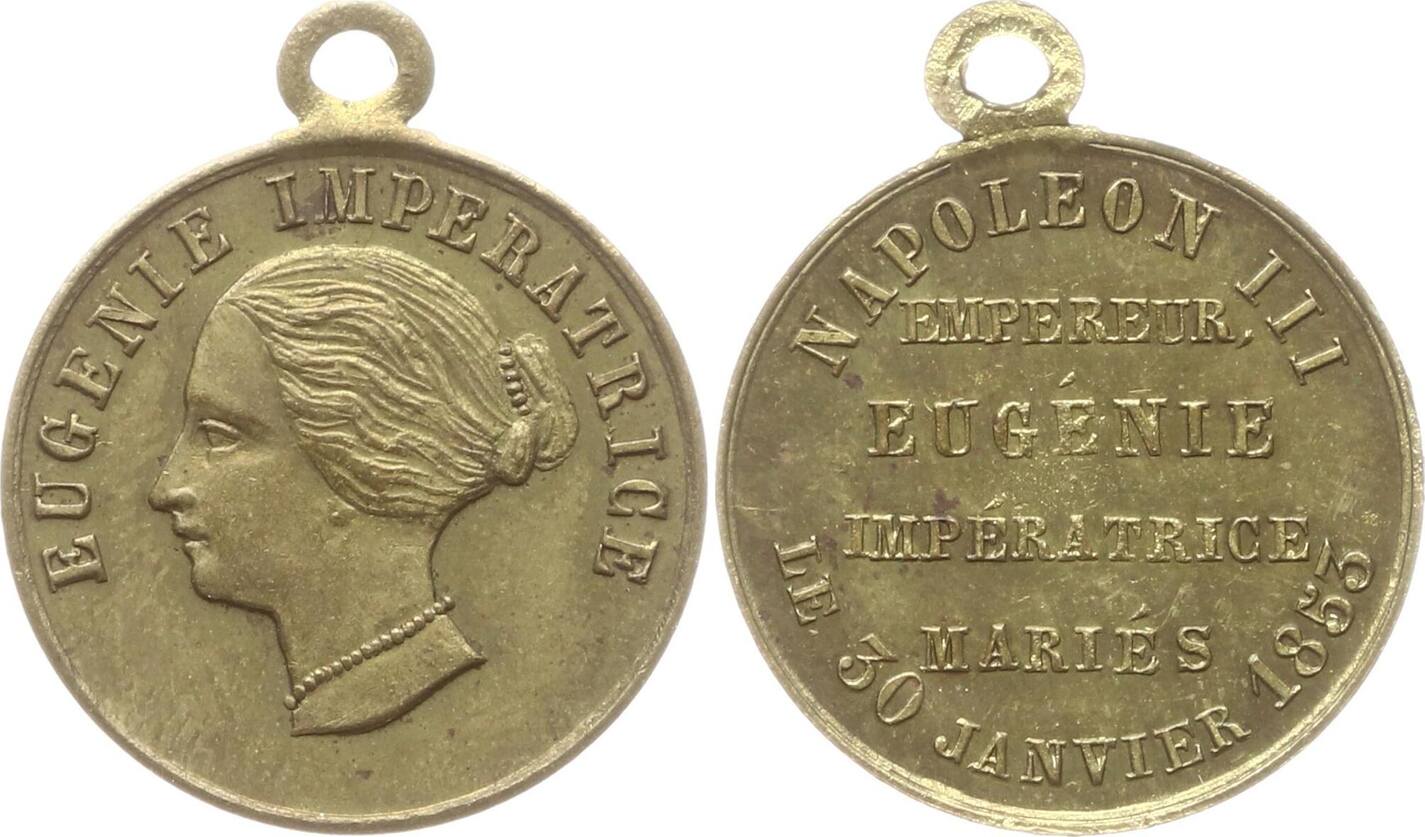 EUGENIE IMPERATRICE
NAPOLEON III
EMPEREUR,
EUGÉNIE
IMPÉRATRICE
MARIÉS
LE 30 JANVIER 1853